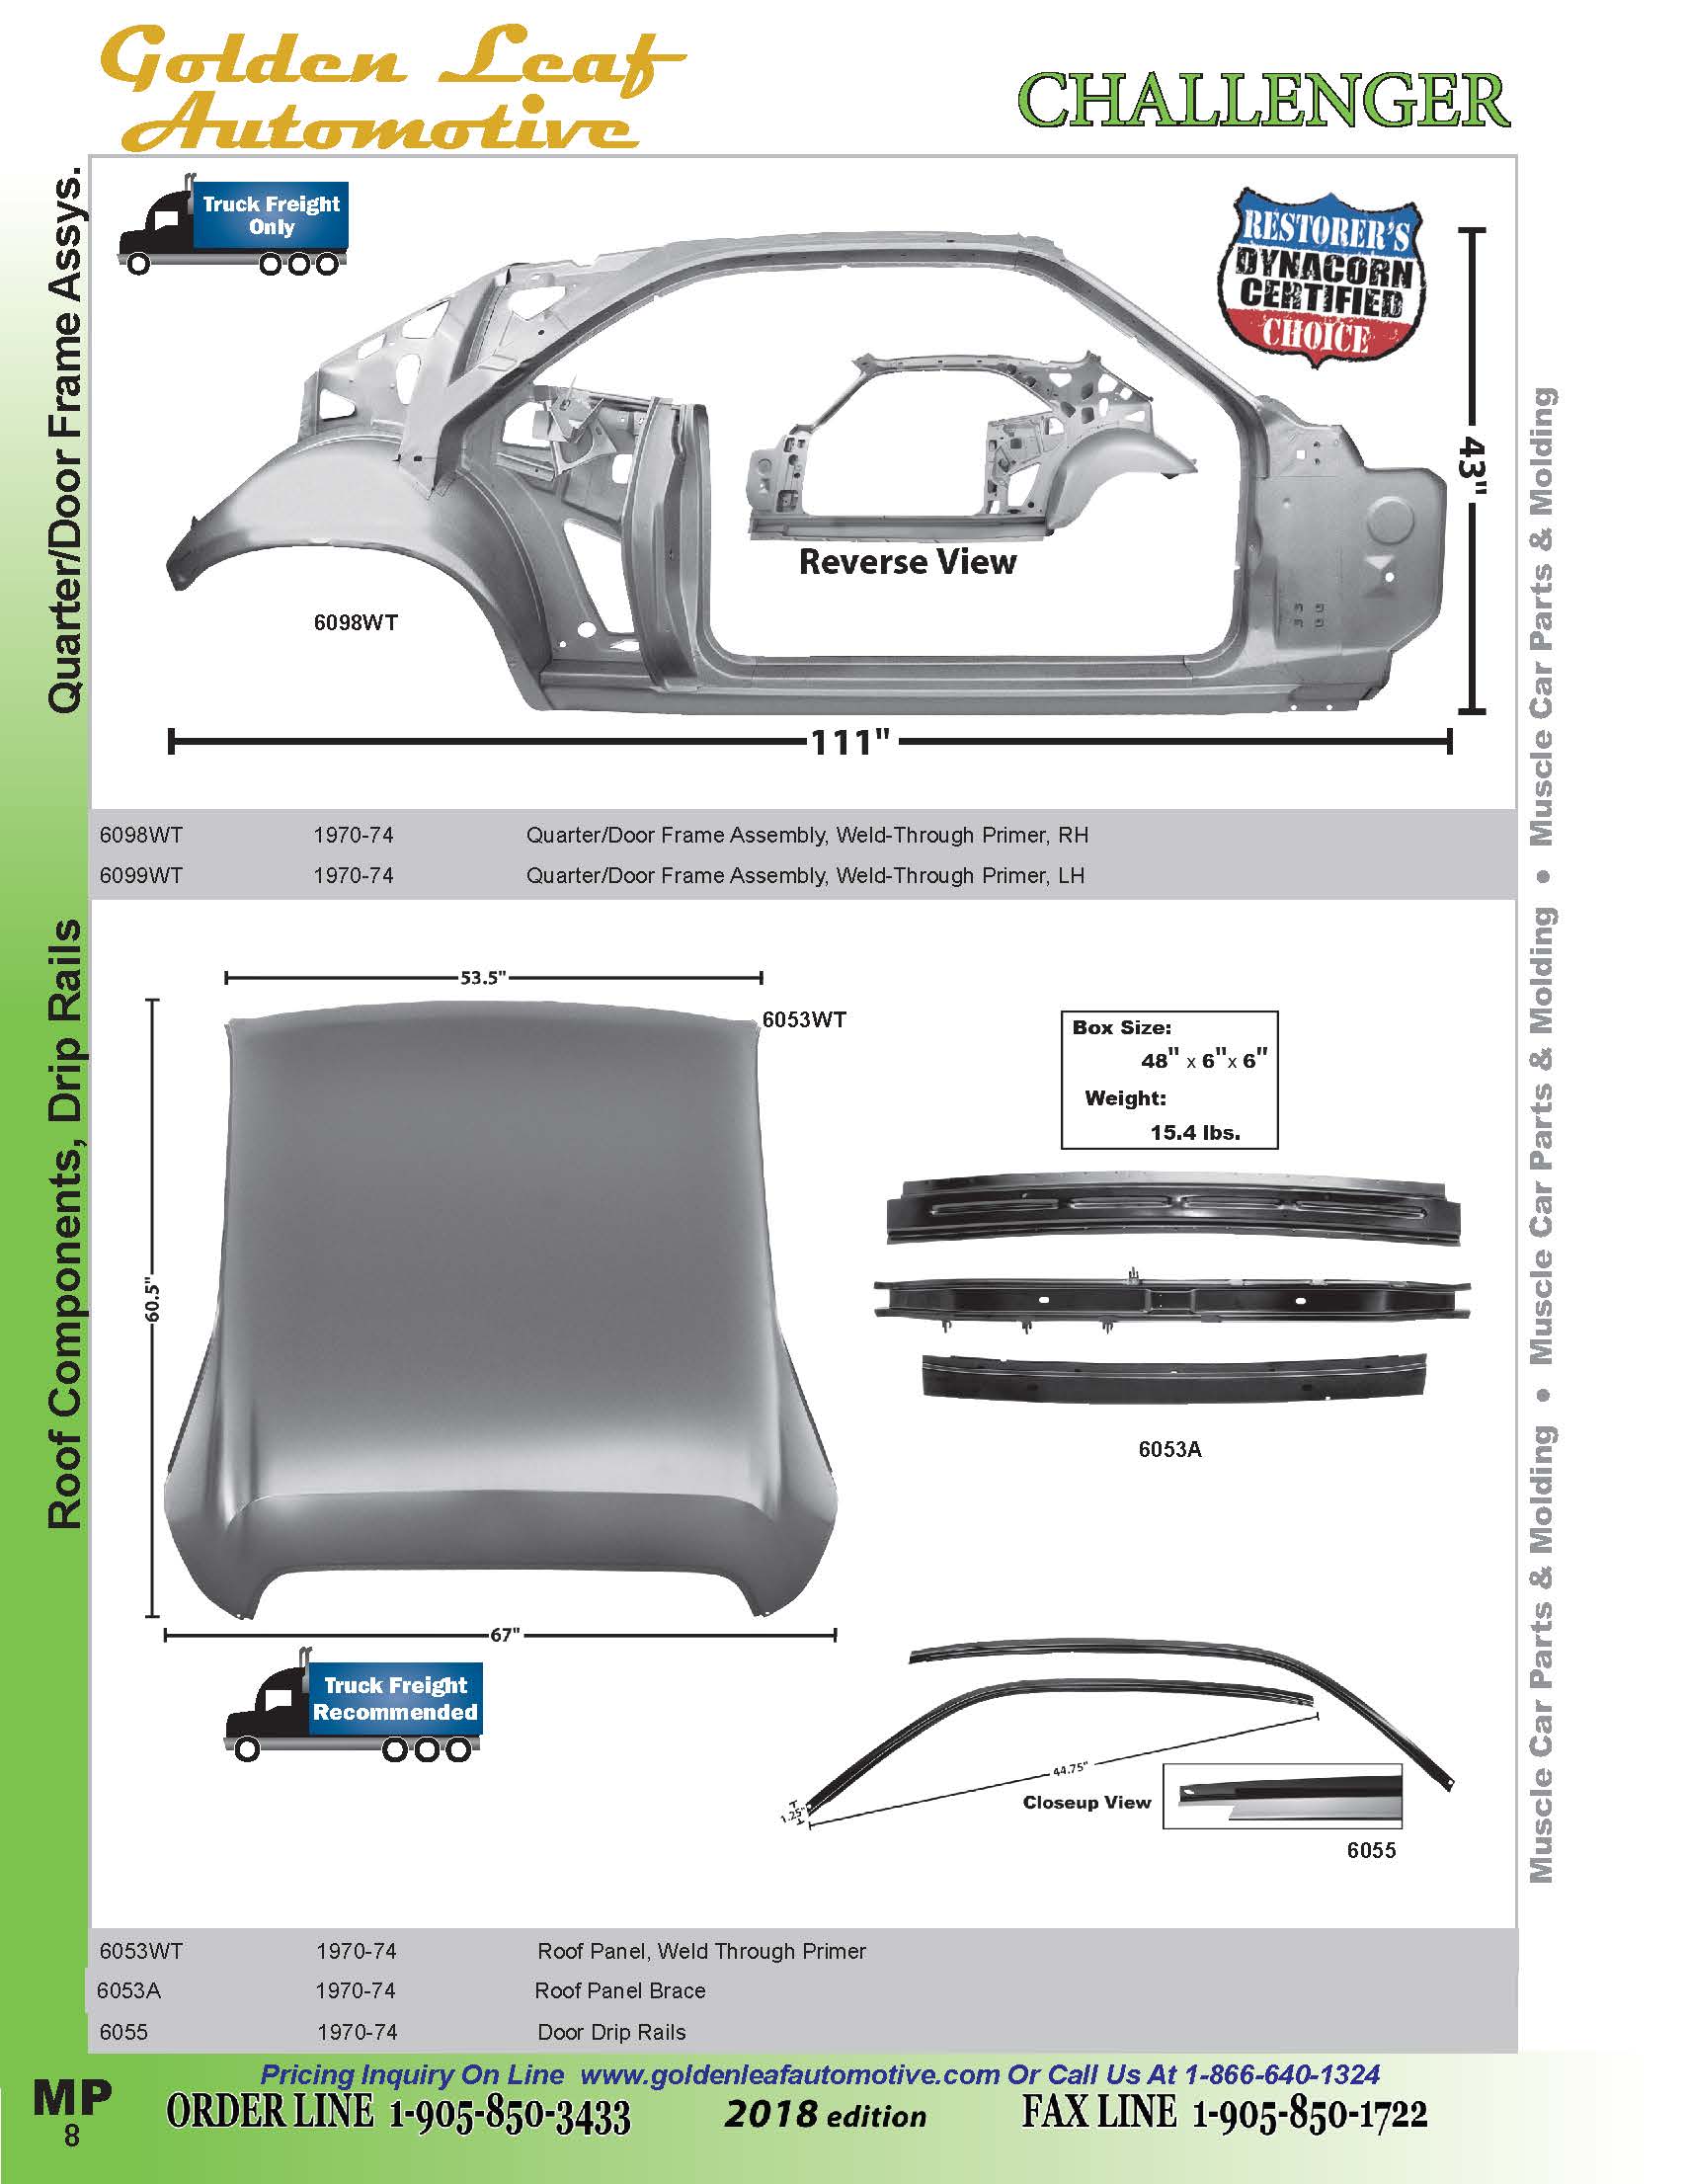 Golden Leaf
Automotive
CHALLENGER
Quarter/Door Frame Assys.
Truck Freight
Only
RESTORER'S
DYNACORN
CERTIFIED
CHOICE
43"
Reverse View
6098WT
111"
6098WT 1970-74 Quarter/Door Frame Assembly, Weld-Through Primer, RH
6099WT 1970-74 Quarter/Door Frame Assembly, Weld-Through Primer, LH
Roof Components, Drip Rails
53.5"
6053WT
60.5"
67"
Box Size:
48" x 6"x 6"
Weight:
15.4 lbs.
6053A
Truck Freight
Recommended
44.75"
1.25"
Closeup View
6055
6053WT 1970-74 Roof Panel, Weld Through Primer
6053A 1970-74 Roof Panel Brace
6055 1970-74 Door Drip Rails
Muscle Car Parts & Molding • Muscle Car Parts & Molding • Muscle Car Parts & Molding
Pricing Inquiry On Line www.goldenleafautomotive.com Or Call Us At 1-866-640-1324
MP
8
ORDER LINE 1-905-850-3433 2018 edition FAX LINE 1-905-850-1722